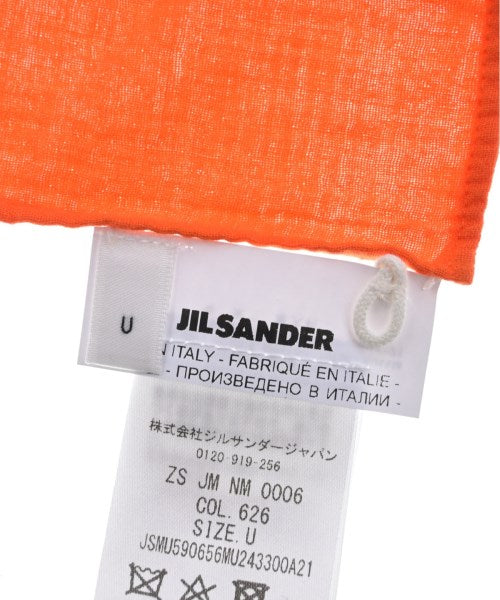 U
JIL SANDER
N ITALY - FABRIQUÉ EN ITALIE -
- ПРОИЗВЕДЕНО В ИТАЛИИ -
株式会社ジルサンダージャパン
0120-919-256
ZS JM NM 0006
COL. 626
SIZE. U
JSMU590656MU243300A21